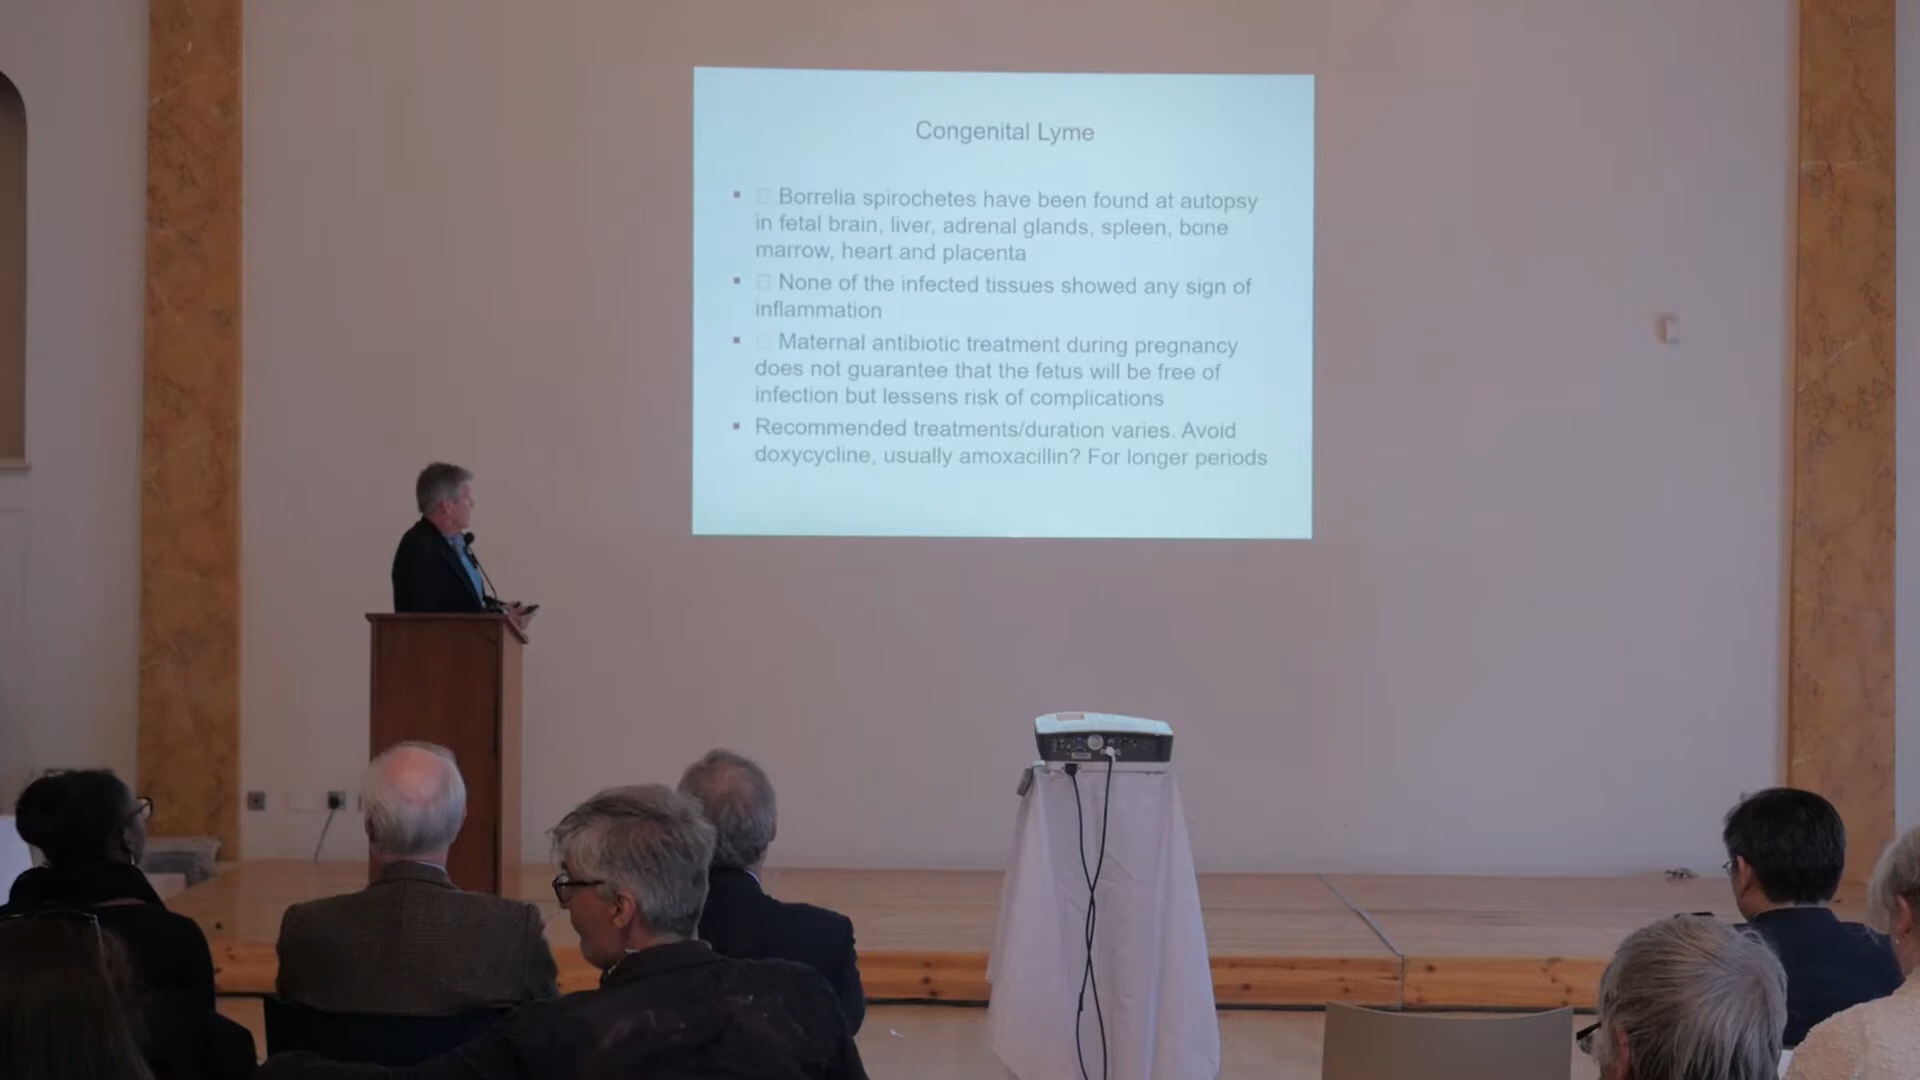 Congenital Lyme
▪ □ Borrelia spirochetes have been found at autopsy
in fetal brain, liver, adrenal glands, spleen, bone
marrow, heart and placenta
▪ □ None of the infected tissues showed any sign of
inflammation
▪ □ Maternal antibiotic treatment during pregnancy
does not guarantee that the fetus will be free of
infection but lessens risk of complications
▪ Recommended treatments/duration varies. Avoid
doxycycline, usually amoxacillin? For longer periods